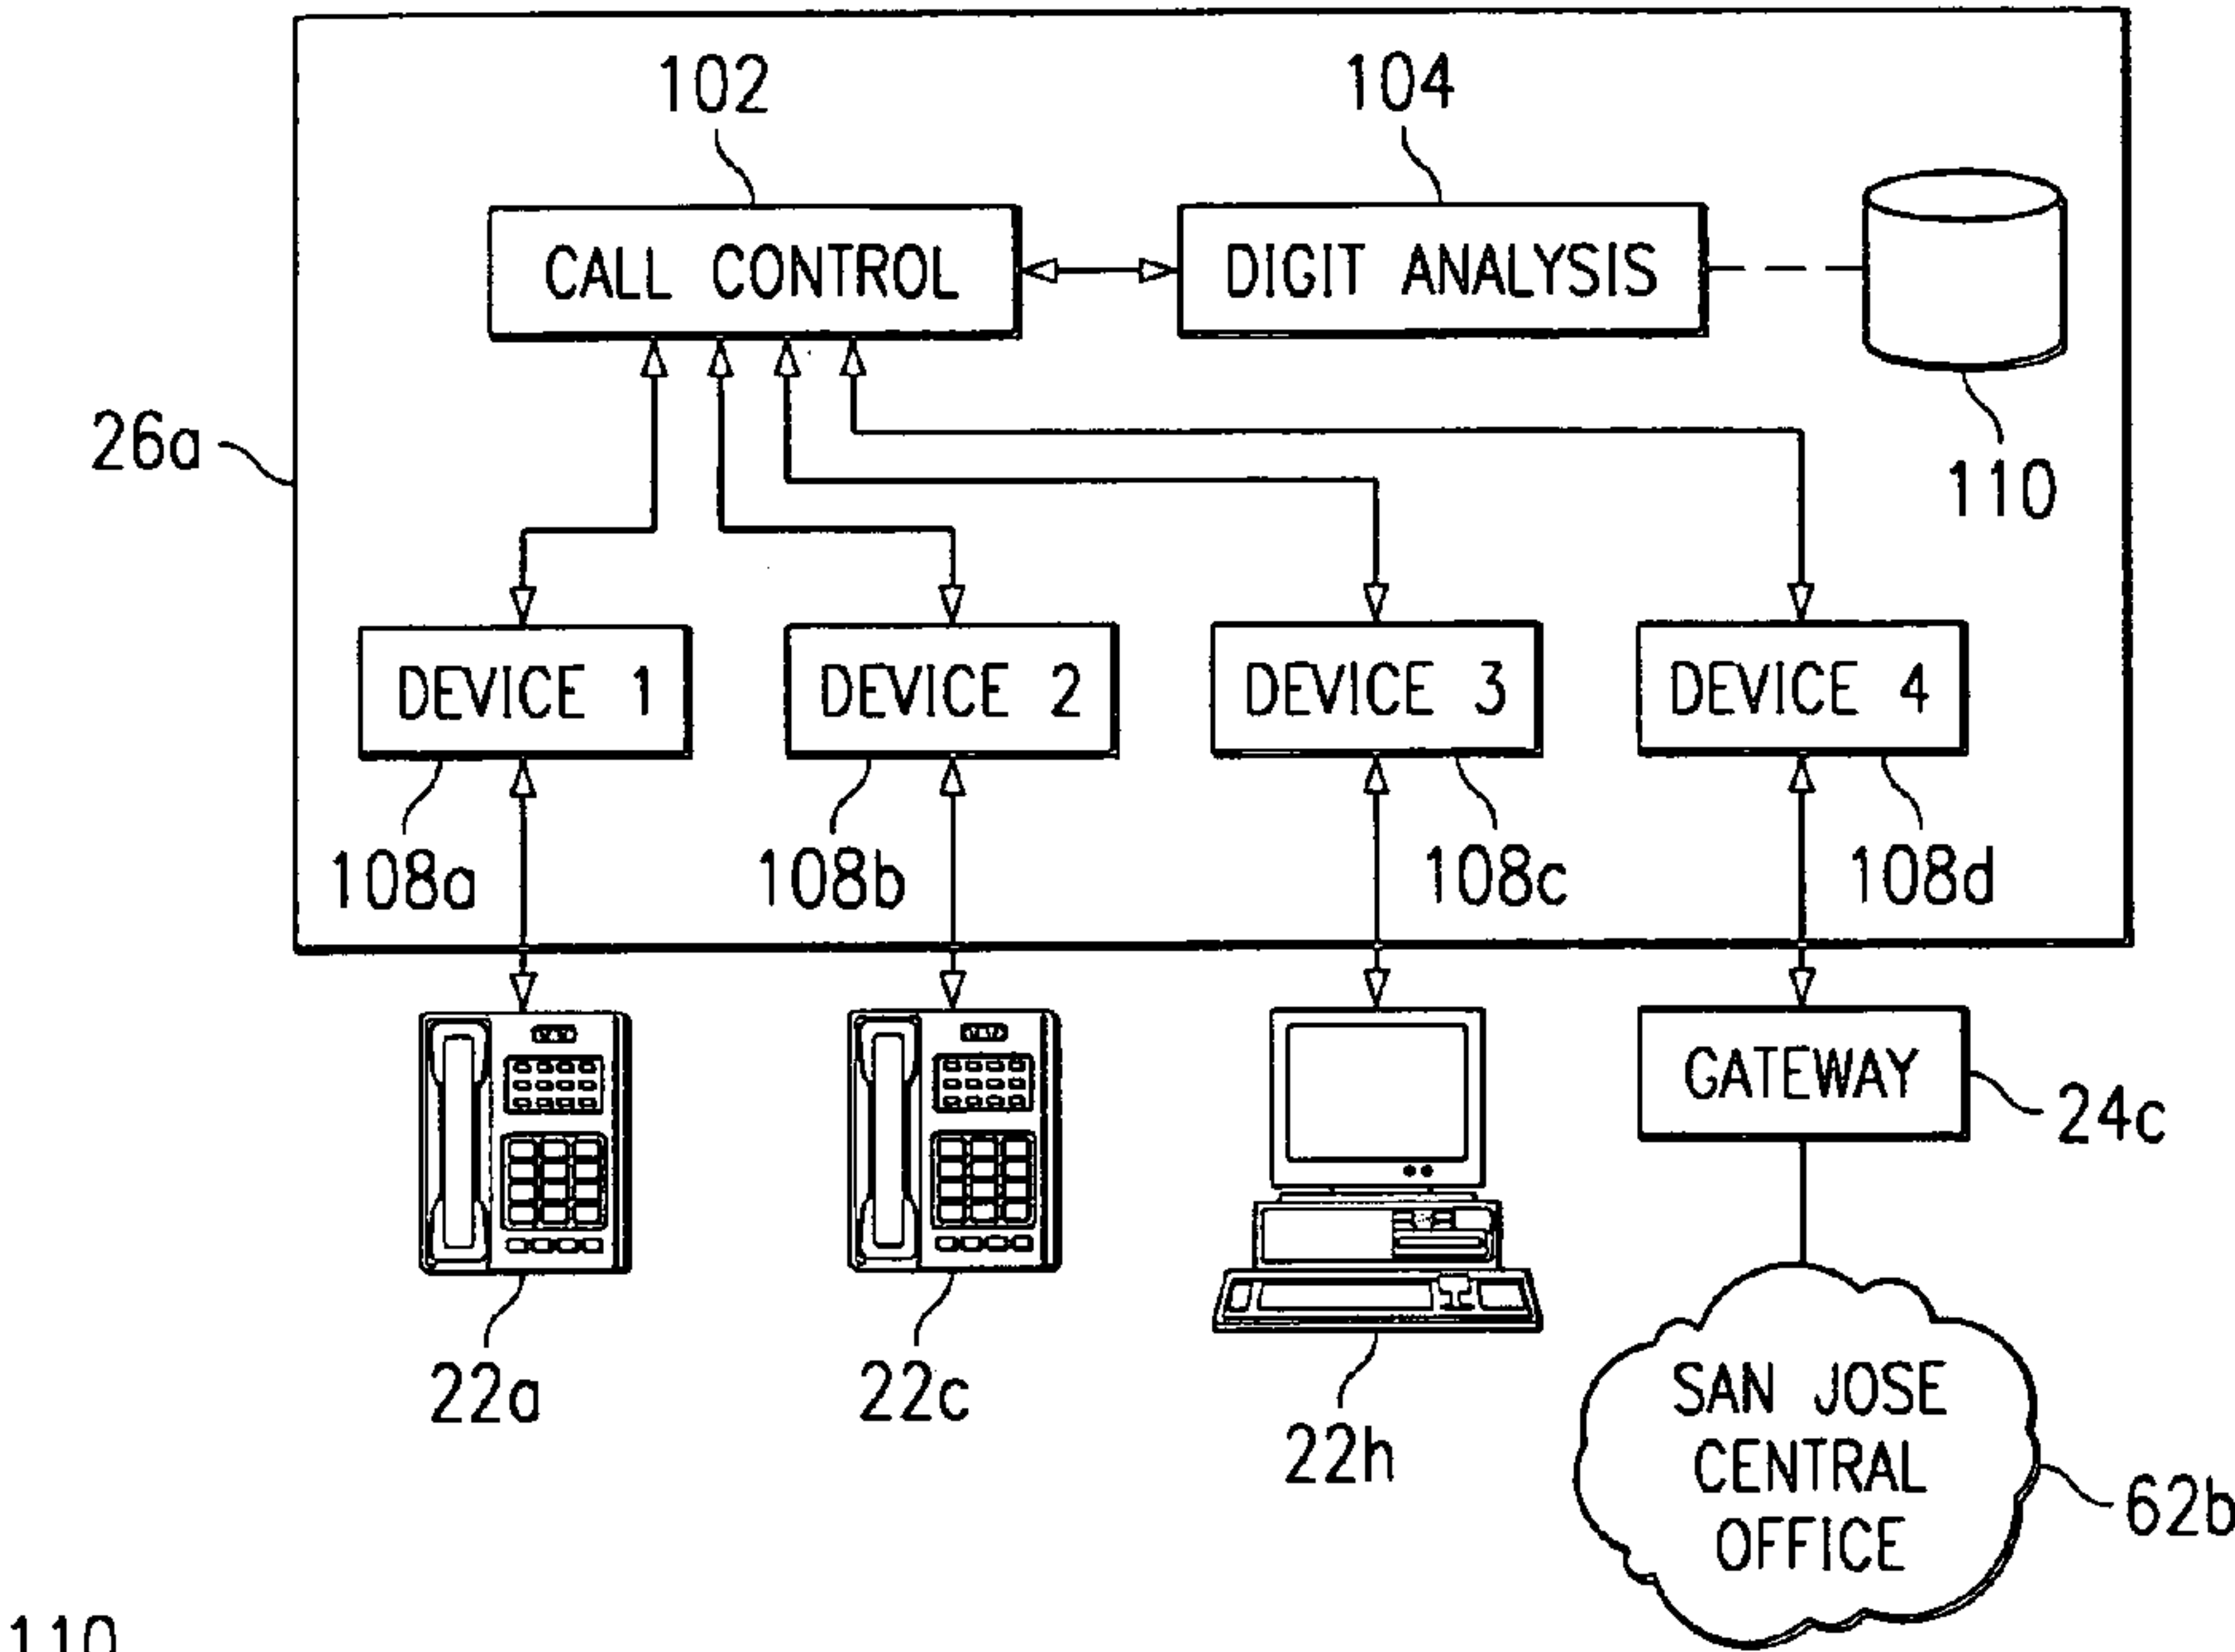 102
104
CALL CONTROL
DIGIT ANALYSIS
26a
110
DEVICE 1
DEVICE 2
DEVICE 3
DEVICE 4
108a
108b
108c
108d
GATEWAY
24c
22a
22c
22h
SAN JOSE
CENTRAL
OFFICE
62b
110